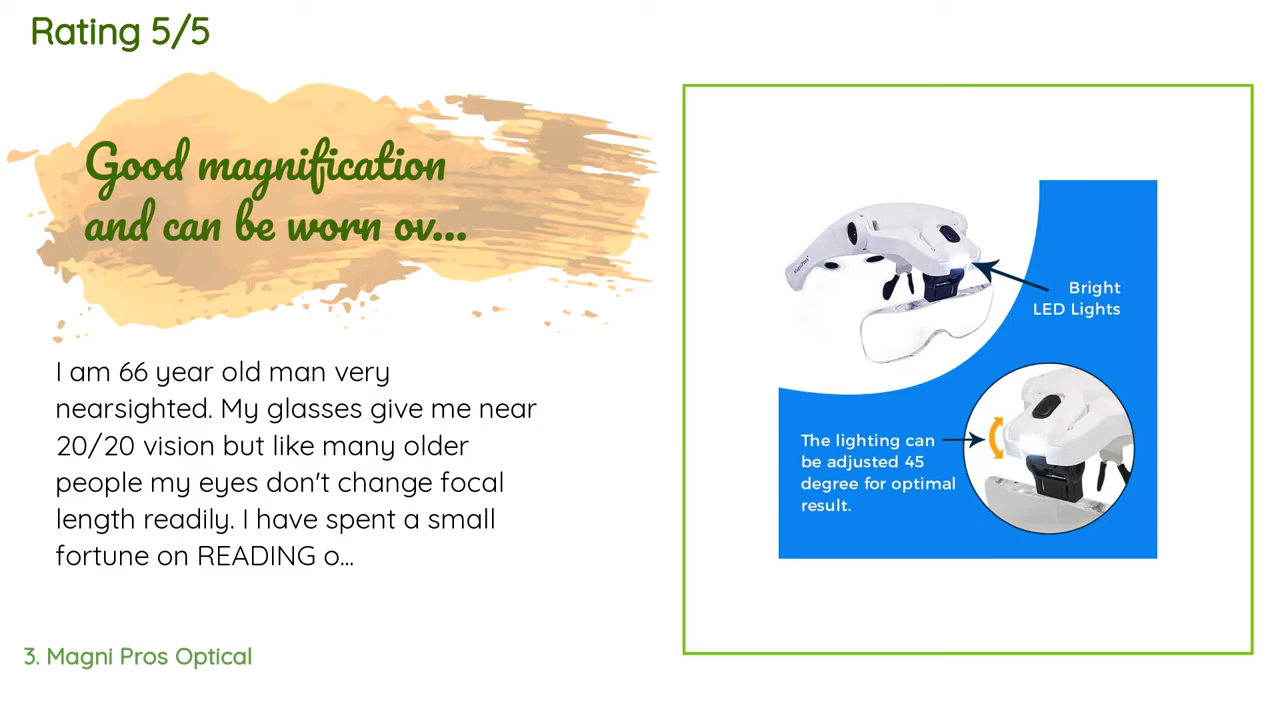 Rating 5/5
Good magnification
and can be worn ov...
I am 66 year old man very
nearsighted. My glasses give me near
20/20 vision but like many older
people my eyes don't change focal
length readily. I have spent a small
fortune on READING o...
3. Magni Pros Optical
MagniPros
Bright
LED Lights
The lighting can
be adjusted 45
degree for optimal
result.